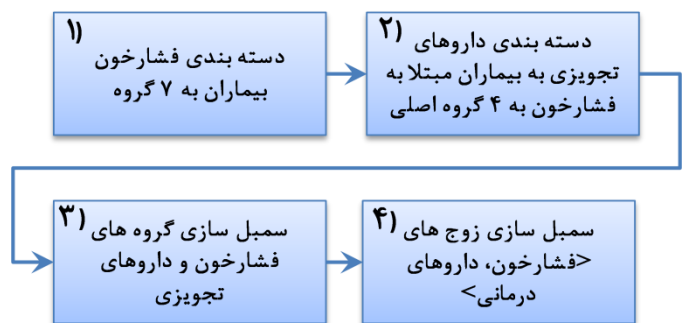 ۱)
دسته بندی فشارخون
بیماران به ۷ گروه
۲)
دسته بندی داروهای
تجویزی به بیماران مبتلا به
فشارخون به ۴ گروه اصلی
۳)
سمبل سازی گروه های
فشارخون و داروهای
تجویزی
۴)
سمبل سازی زوج های
<فشارخون، داروهای
درمانی>